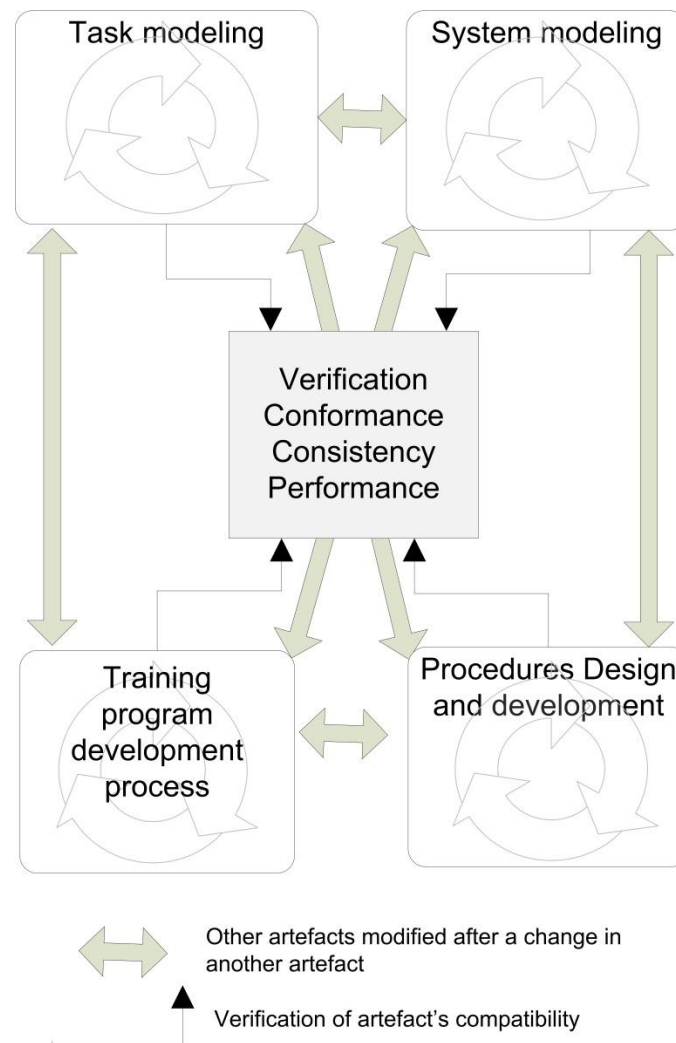 Task modeling
System modeling
Verification
Conformance
Consistency
Performance
Training
program
development
process
Procedures Design
and development
Other artefacts modified after a change in
another artefact
Verification of artefact's compatibility